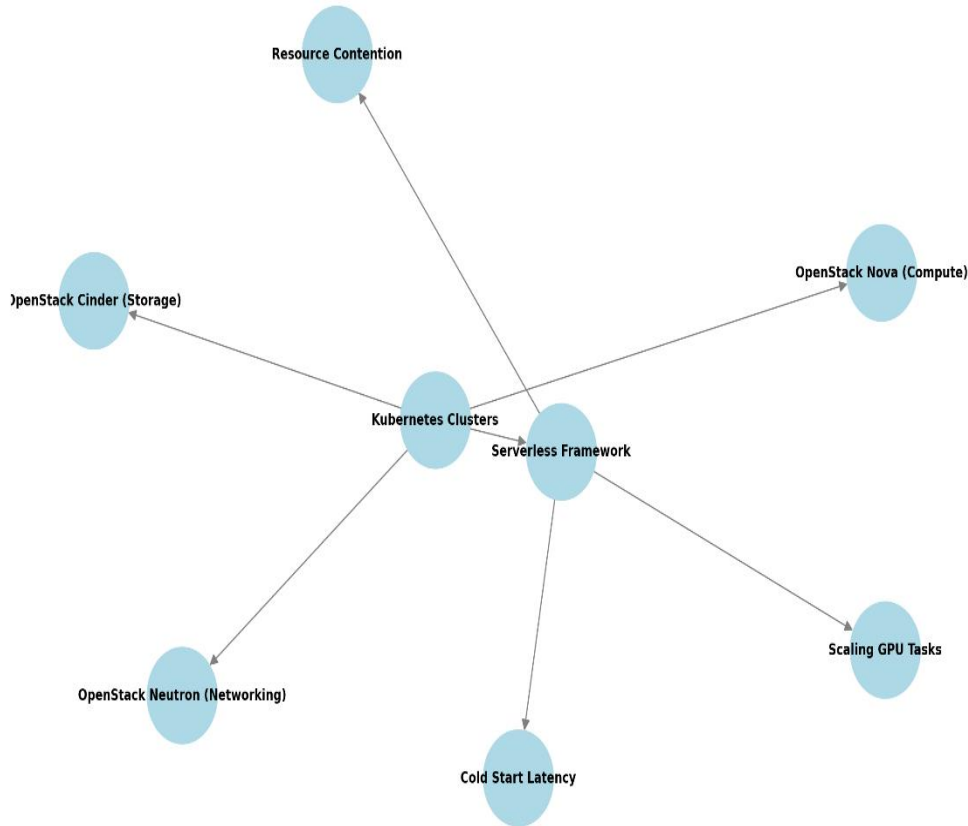 Resource Contention
OpenStack Nova (Compute)
OpenStack Cinder (Storage)
Kubernetes Clusters
Serverless Framework
Scaling GPU Tasks
OpenStack Neutron (Networking)
Cold Start Latency